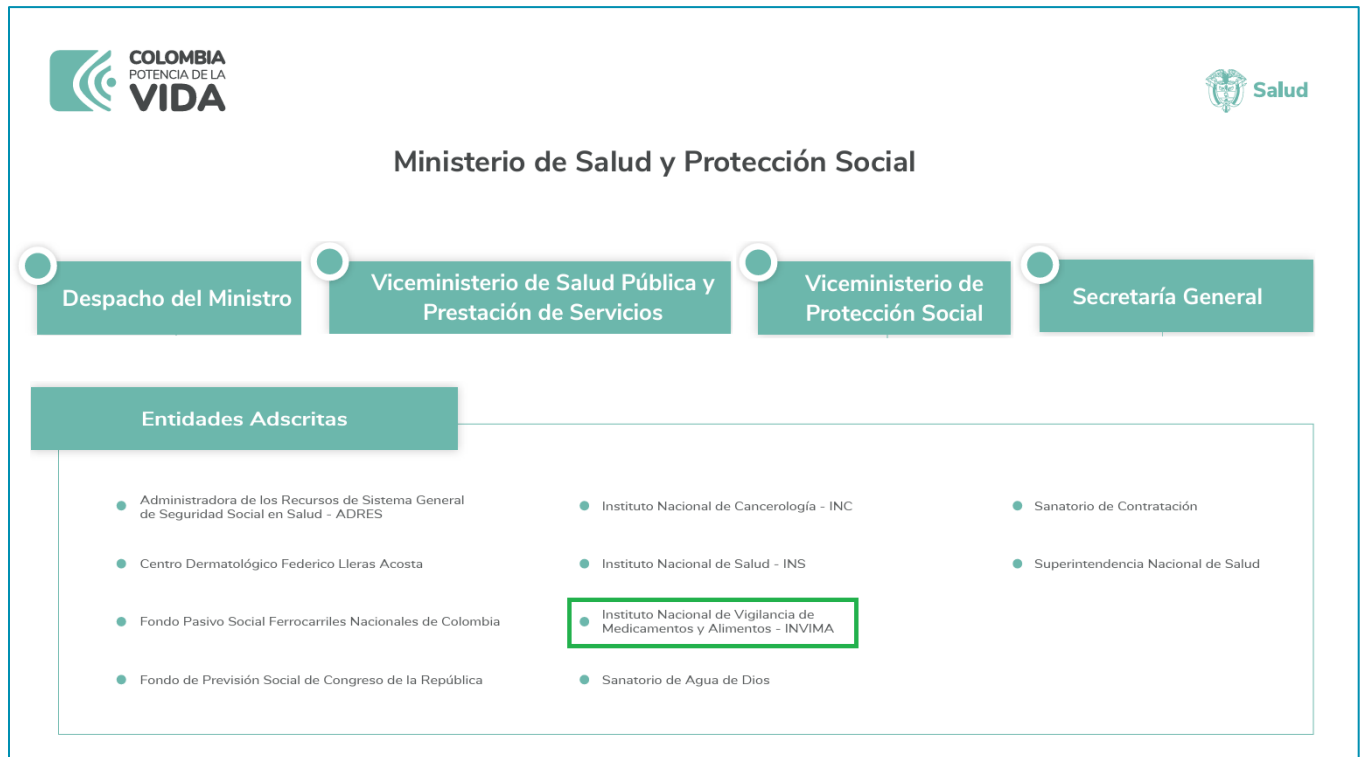 COLOMBIA
POTENCIA DE LA
VIDA
Salud
Ministerio de Salud y Protección Social
Despacho del Ministro
Viceministerio de Salud Pública y
Prestación de Servicios
Viceministerio de
Protección Social
Secretaría General
Entidades Adscritas
Administradora de los Recursos de Sistema General
de Seguridad Social en Salud - ADRES
Centro Dermatológico Federico Lleras Acosta
Fondo Pasivo Social Ferrocarriles Nacionales de Colombia
Fondo de Previsión Social de Congreso de la República
Instituto Nacional de Cancerología - INC
Instituto Nacional de Salud - INS
Instituto Nacional de Vigilancia de
Medicamentos y Alimentos - INVIMA
Sanatorio de Agua de Dios
Sanatorio de Contratación
Superintendencia Nacional de Salud